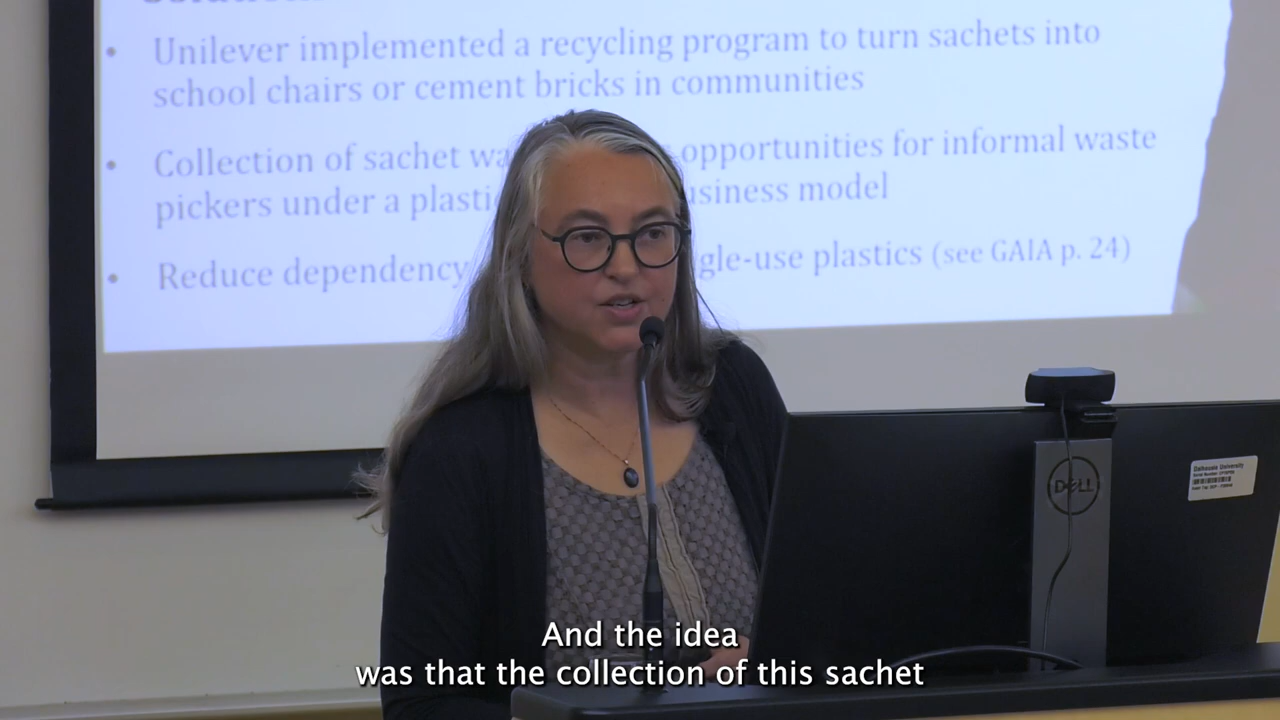 Unilever implemented a recycling program to turn sachets into
school chairs or cement bricks in communities
Collection of sachet wa opportunities for informal waste
pickers under a plasti usiness model
Reduce dependency gle-use plastics (see GAIA p. 24)
DELL
Dalhousie University
And the idea
was that the collection of this sachet